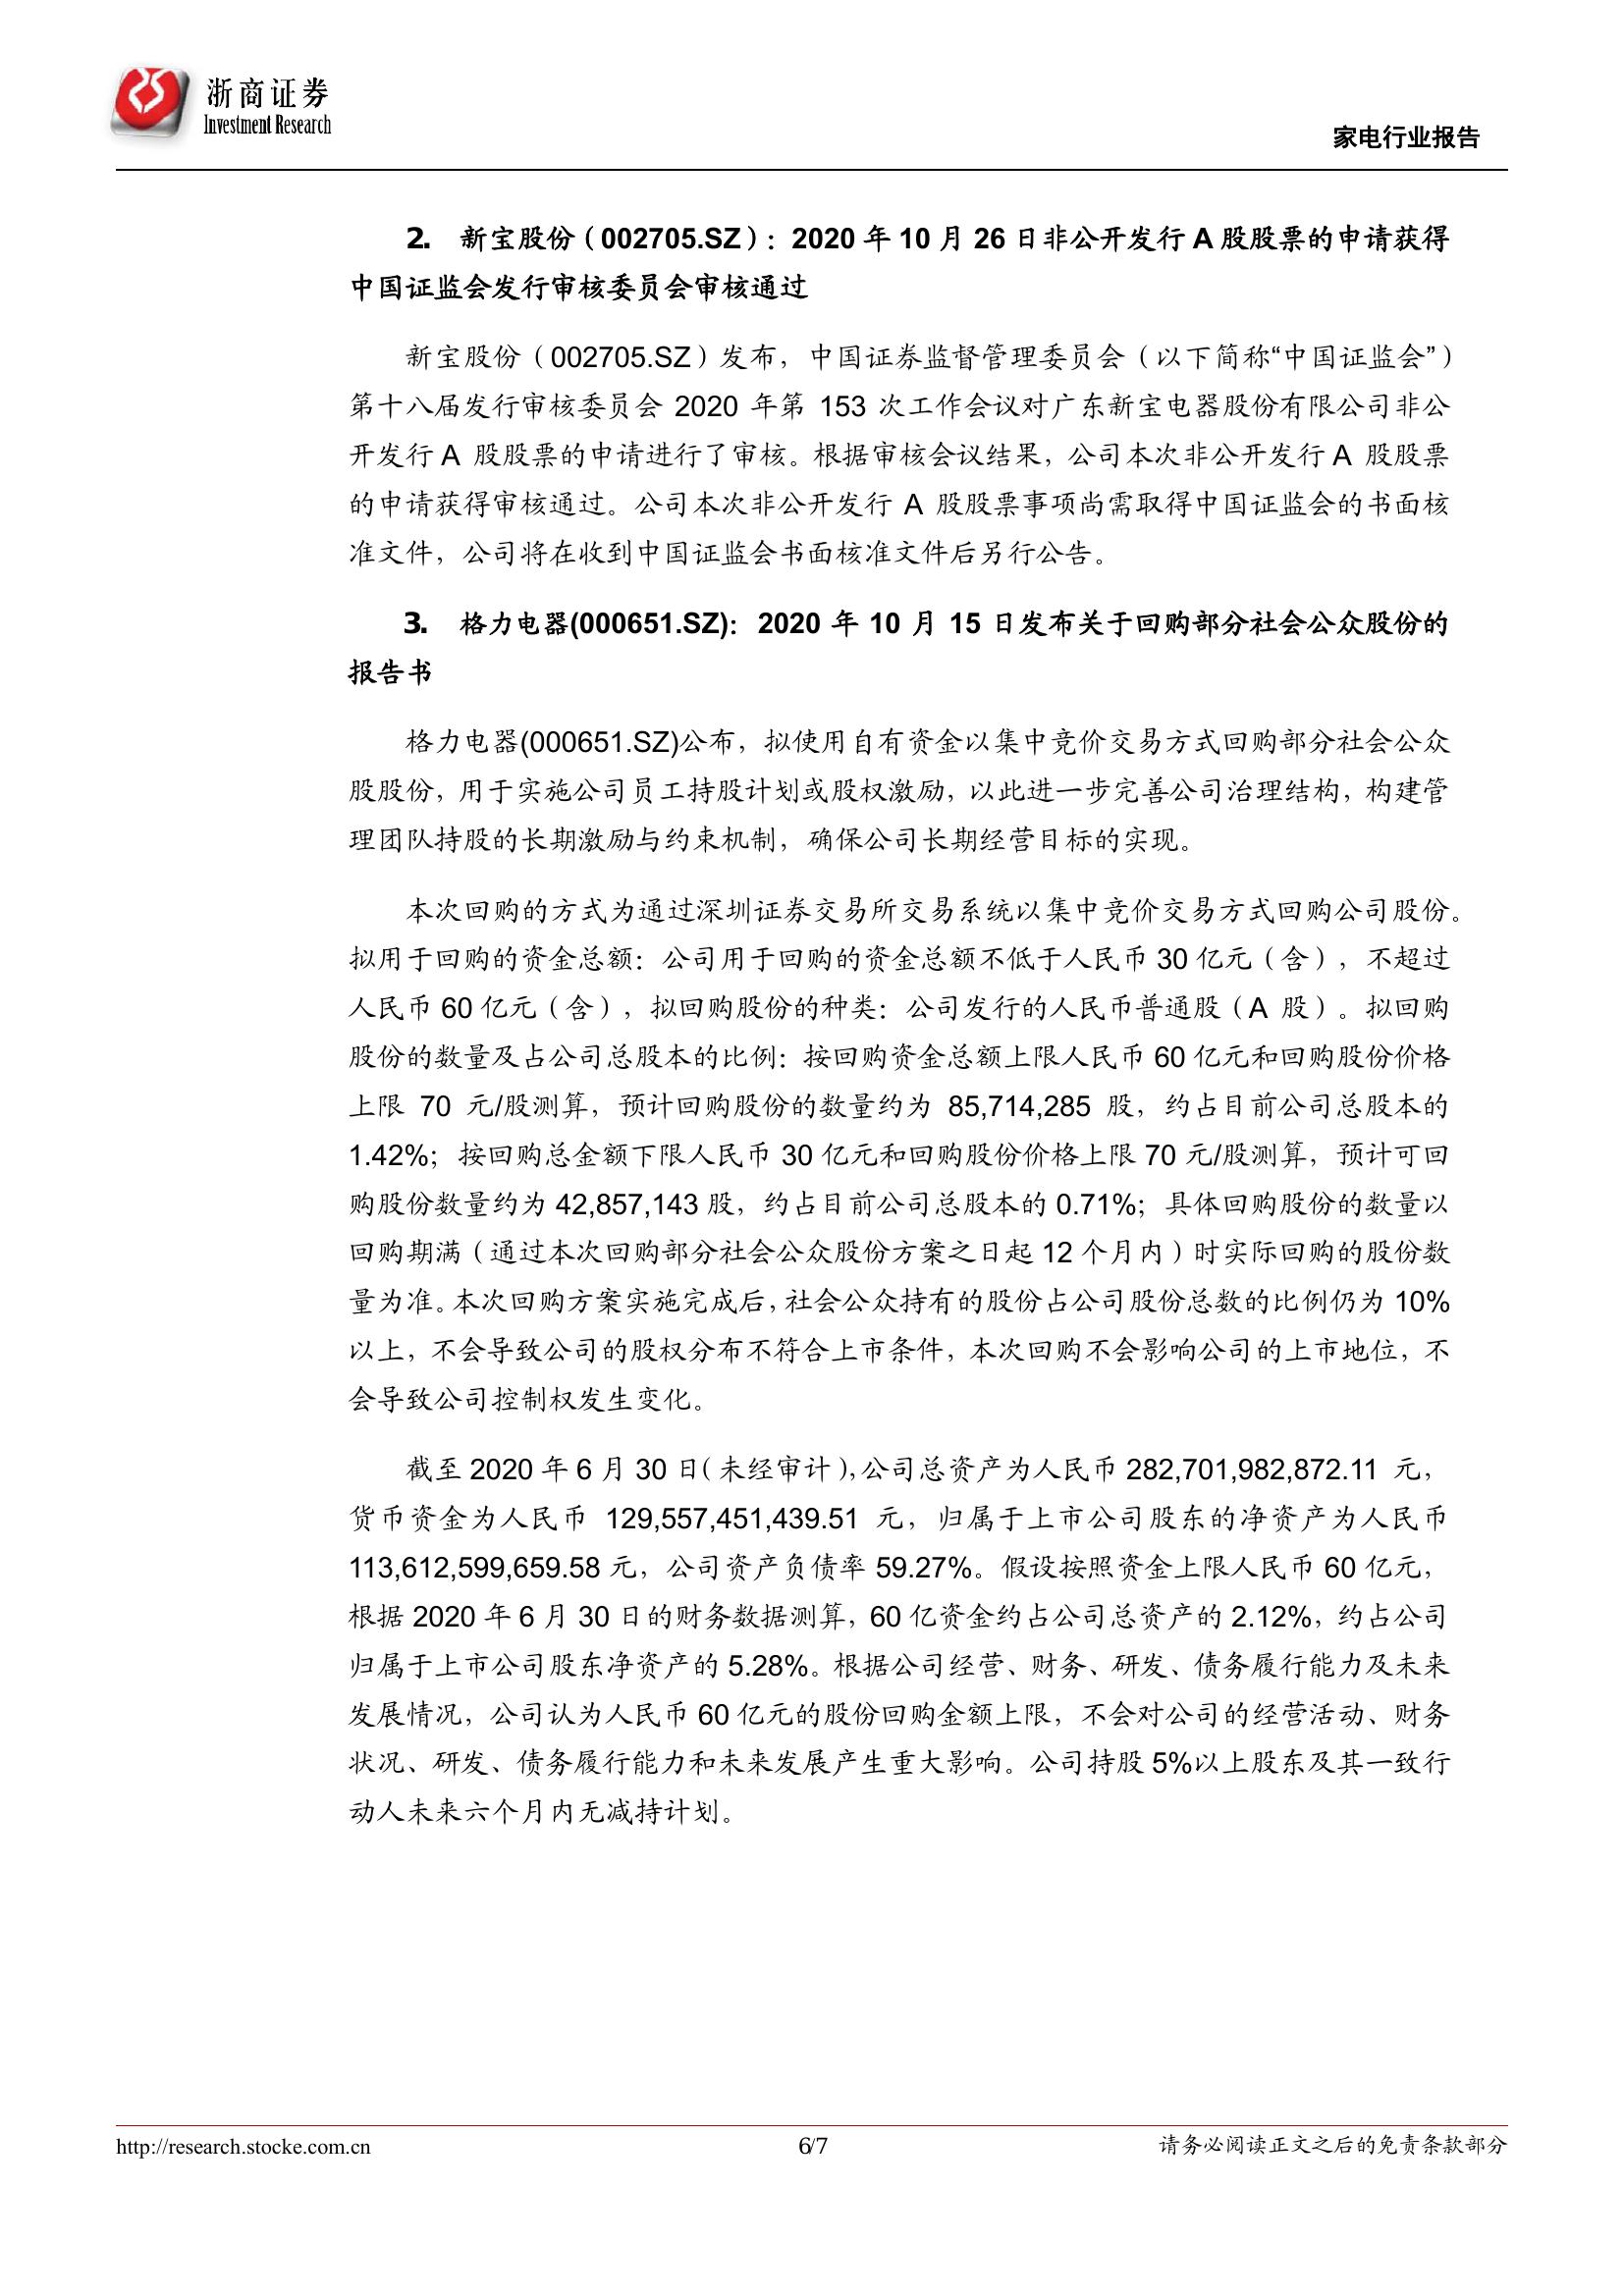 浙商证券
Investment Research
家电行业报告
2. 新宝股份（002705.SZ）：2020 年 10 月 26 日非公开发行 A 股股票的申请获得
中国证监会发行审核委员会审核通过
新宝股份（002705.SZ）发布，中国证券监督管理委员会（以下简称“中国证监会”）
第十八届发行审核委员会 2020 年第 153 次工作会议对广东新宝电器股份有限公司非公
开发行 A 股股票的申请进行了审核。根据审核会议结果，公司本次非公开发行 A 股股票
的申请获得审核通过。公司本次非公开发行 A 股股票事项尚需取得中国证监会的书面核
准文件，公司将在收到中国证监会书面核准文件后另行公告。
3. 格力电器(000651.SZ)：2020 年 10 月 15 日发布关于回购部分社会公众股份的
报告书
格力电器(000651.SZ)公布，拟使用自有资金以集中竞价交易方式回购部分社会公众
股股份，用于实施公司员工持股计划或股权激励，以此进一步完善公司治理结构，构建管
理团队持股的长期激励与约束机制，确保公司长期经营目标的实现。
本次回购的方式为通过深圳证券交易所交易系统以集中竞价交易方式回购公司股份。
拟用于回购的资金总额：公司用于回购的资金总额不低于人民币 30 亿元（含），不超过
人民币 60 亿元（含），拟回购股份的种类：公司发行的人民币普通股（A 股）。拟回购
股份的数量及占公司总股本的比例：按回购资金总额上限人民币 60 亿元和回购股份价格
上限 70 元/股测算，预计回购股份的数量约为 85,714,285 股，约占目前公司总股本的
1.42%；按回购总金额下限人民币 30 亿元和回购股份价格上限 70 元/股测算，预计可回
购股份数量约为 42,857,143 股，约占目前公司总股本的 0.71%；具体回购股份的数量以
回购期满（通过本次回购部分社会公众股份方案之日起 12 个月内）时实际回购的股份数
量为准。本次回购方案实施完成后，社会公众持有的股份占公司股份总数的比例仍为 10%
以上，不会导致公司的股权分布不符合上市条件，本次回购不会影响公司的上市地位，不
会导致公司控制权发生变化。
截至 2020 年 6 月 30 日（未经审计），公司总资产为人民币 282,701,982,872.11 元，
货币资金为人民币 129,557,451,439.51 元，归属于上市公司股东的净资产为人民币
113,612,599,659.58 元，公司资产负债率 59.27%。假设按照资金上限人民币 60 亿元，
根据 2020 年 6 月 30 日的财务数据测算，60 亿资金约占公司总资产的 2.12%，约占公司
归属于上市公司股东净资产的 5.28%。根据公司经营、财务、研发、债务履行能力及未来
发展情况，公司认为人民币 60 亿元的股份回购金额上限，不会对公司的经营活动、财务
状况、研发、债务履行能力和未来发展产生重大影响。公司持股 5%以上股东及其一致行
动人未来六个月内无减持计划。
http://research.stocke.com.cn
6/7
请务必阅读正文之后的免责条款部分